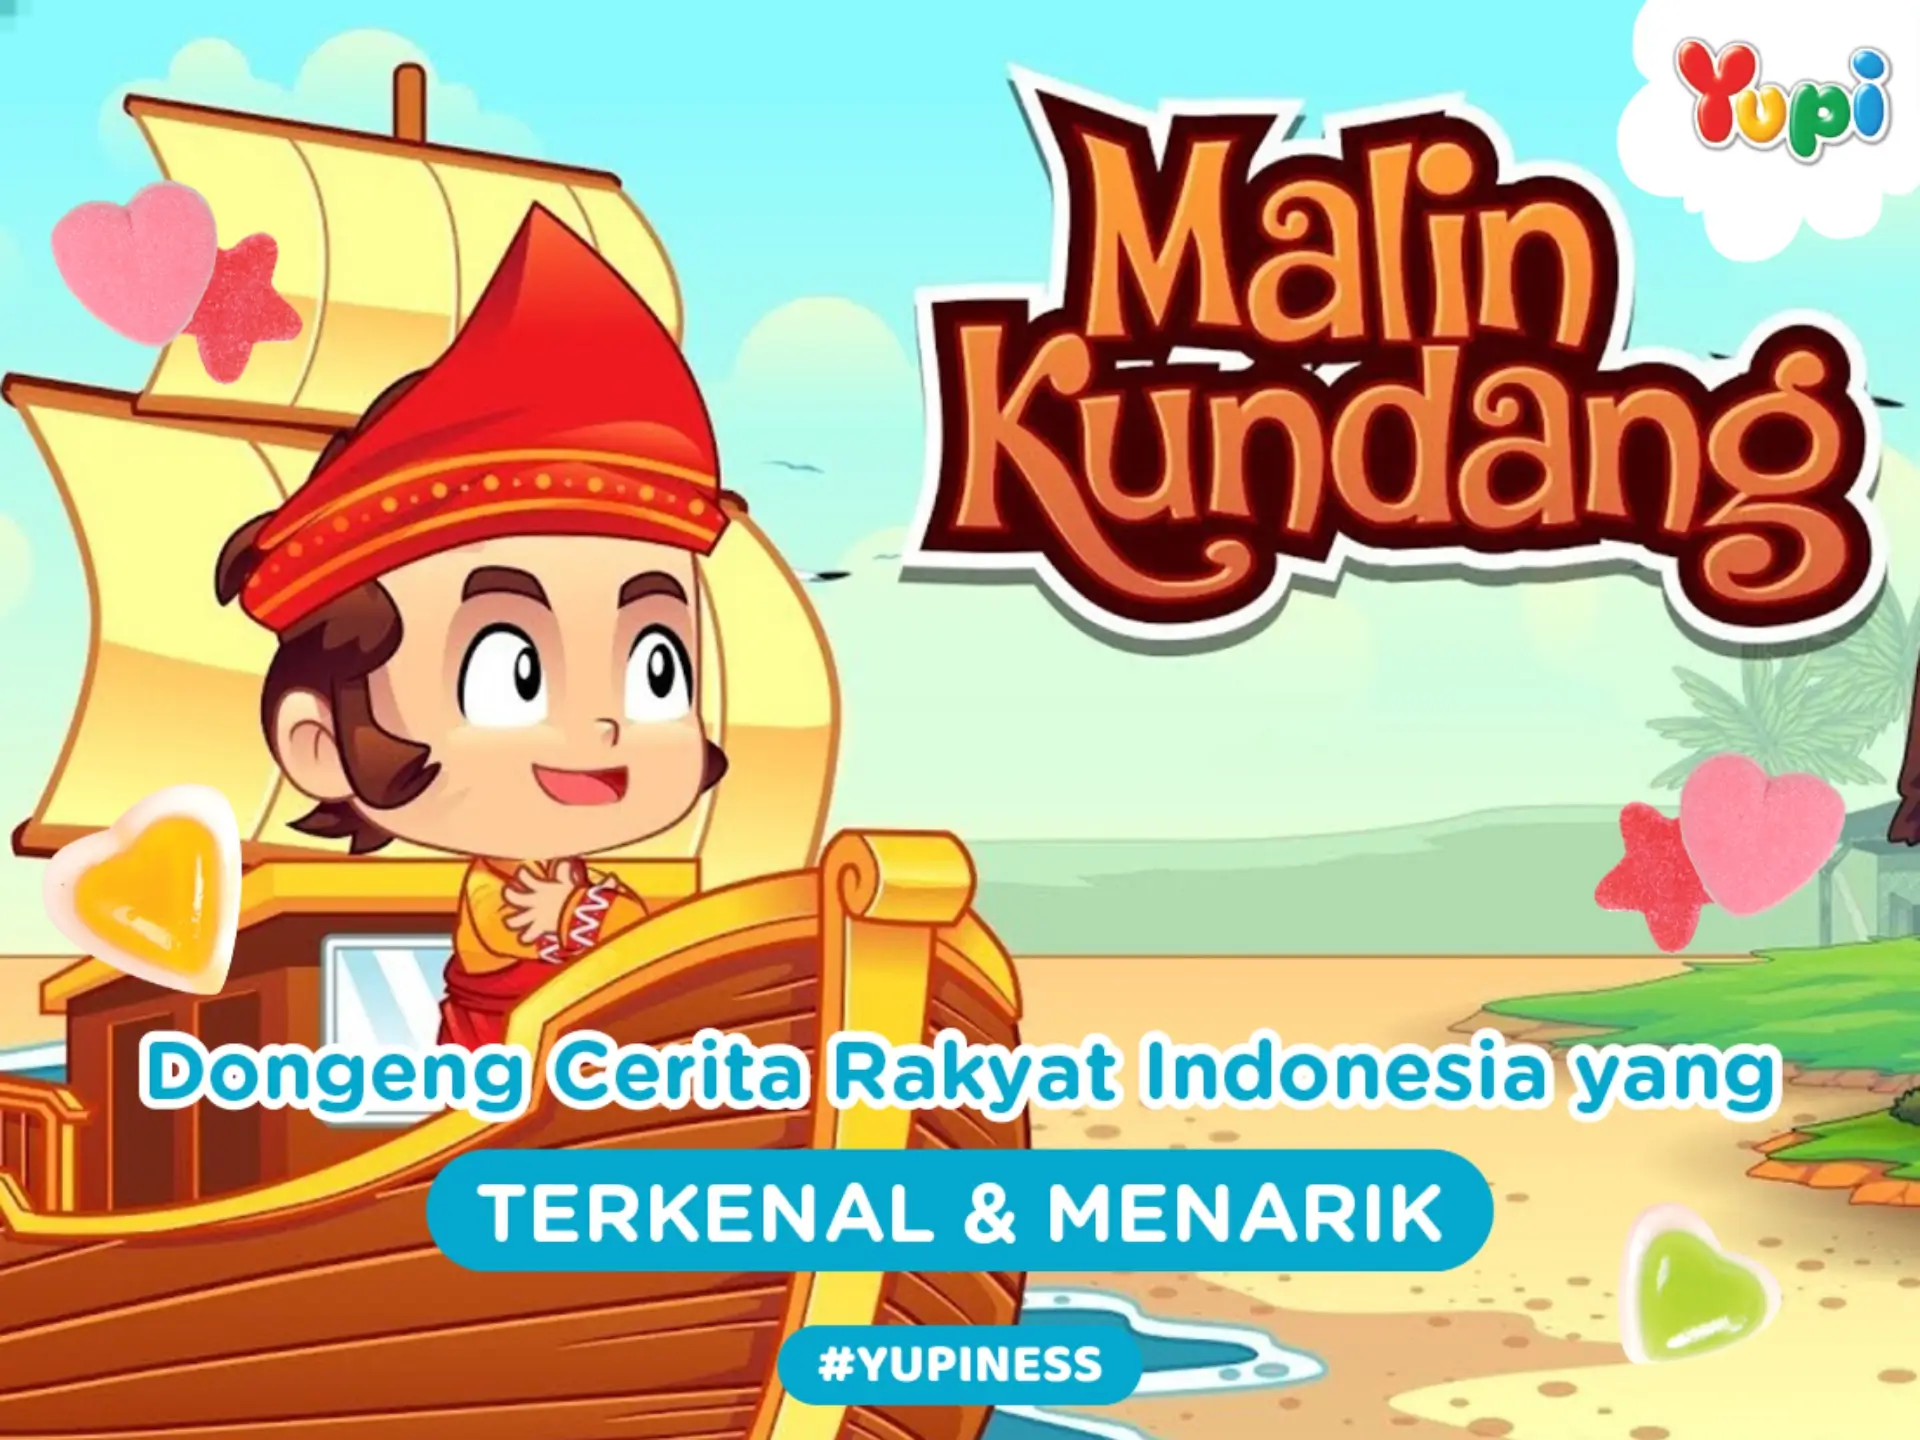 Yupi
Malin
Kundang
Dongeng Cerita Rakyat Indonesia yang
TERKENAL & MENARIK
#YUPINESS